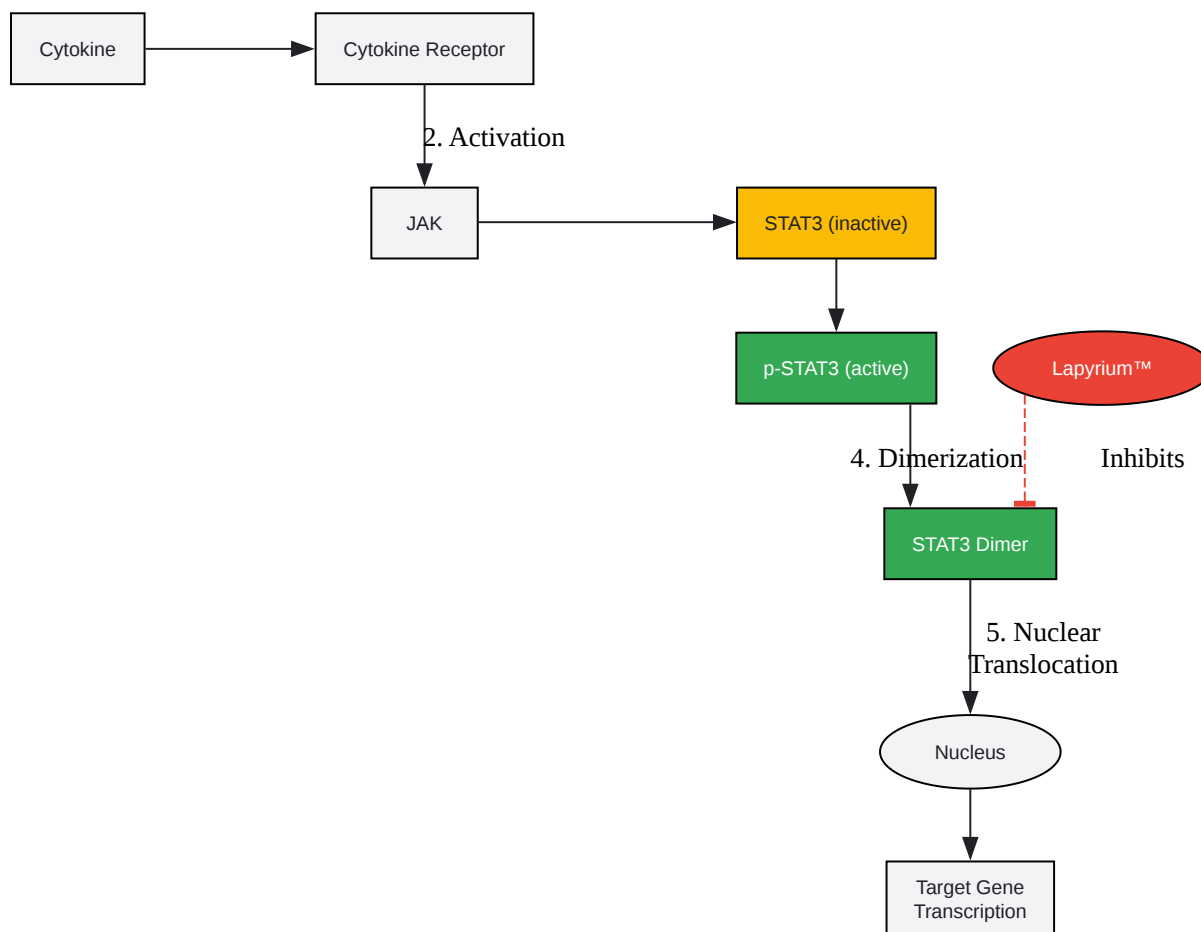 Cytokine
Cytokine Receptor
2. Activation
JAK
STAT3 (inactive)
p-STAT3 (active)
Lapyrium™
4. Dimerization
Inhibits
STAT3 Dimer
5. Nuclear
Translocation
Nucleus
Target Gene
Transcription